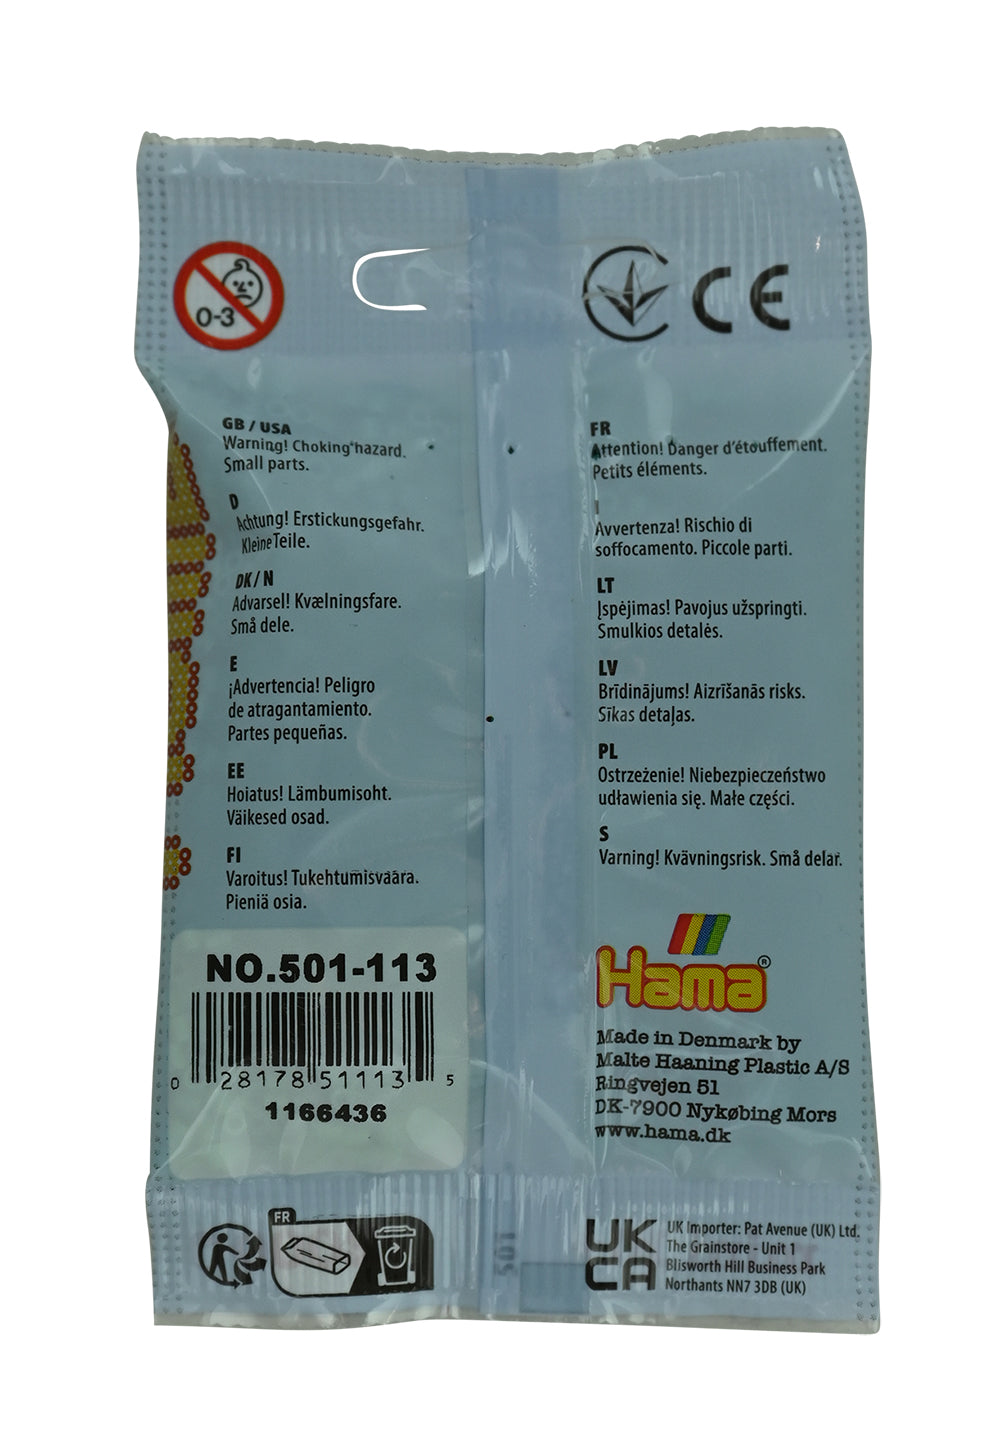 0-3
CE
GB / USA
Warning! Choking hazard.
Small parts.
D
Achtung! Erstickungsgefahr.
Kleine Teile.
DK / N
Advarsel! Kvælningsfare.
Små dele.
E
¡Advertencia! Peligro
de atragantamiento.
Partes pequeñas.
EE
Hoiatus! Lämbumisoht.
Väikesed osad.
FI
Varoitus! Tukehtumisvaara.
Pieniä osia.
FR
Attention! Danger d'étouffement.
Petits éléments.
I
Avvertenza! Rischio di
soffocamento. Piccole parti.
LT
Įspėjimas! Pavojus užspringti.
Smulkios detalės.
LV
Brīdinājums! Aizrīšanās risks.
Sīkas detaļas.
PL
Ostrzeżenie! Niebezpieczeństwo
udławienia się. Małe części.
S
Varning! Kvävningsrisk. Små delar.
NO.501-113
0 28178 51113 5
1166436
Hama®
Made in Denmark by
Malte Haaning Plastic A/S
Ringvejen 51
DK-7900 Nykøbing Mors
www.hama.dk
FR
501
UK
CA
UK Importer: Pat Avenue (UK) Ltd.
The Grainstore - Unit 1
Blisworth Hill Business Park
Northants NN7 3DB (UK)